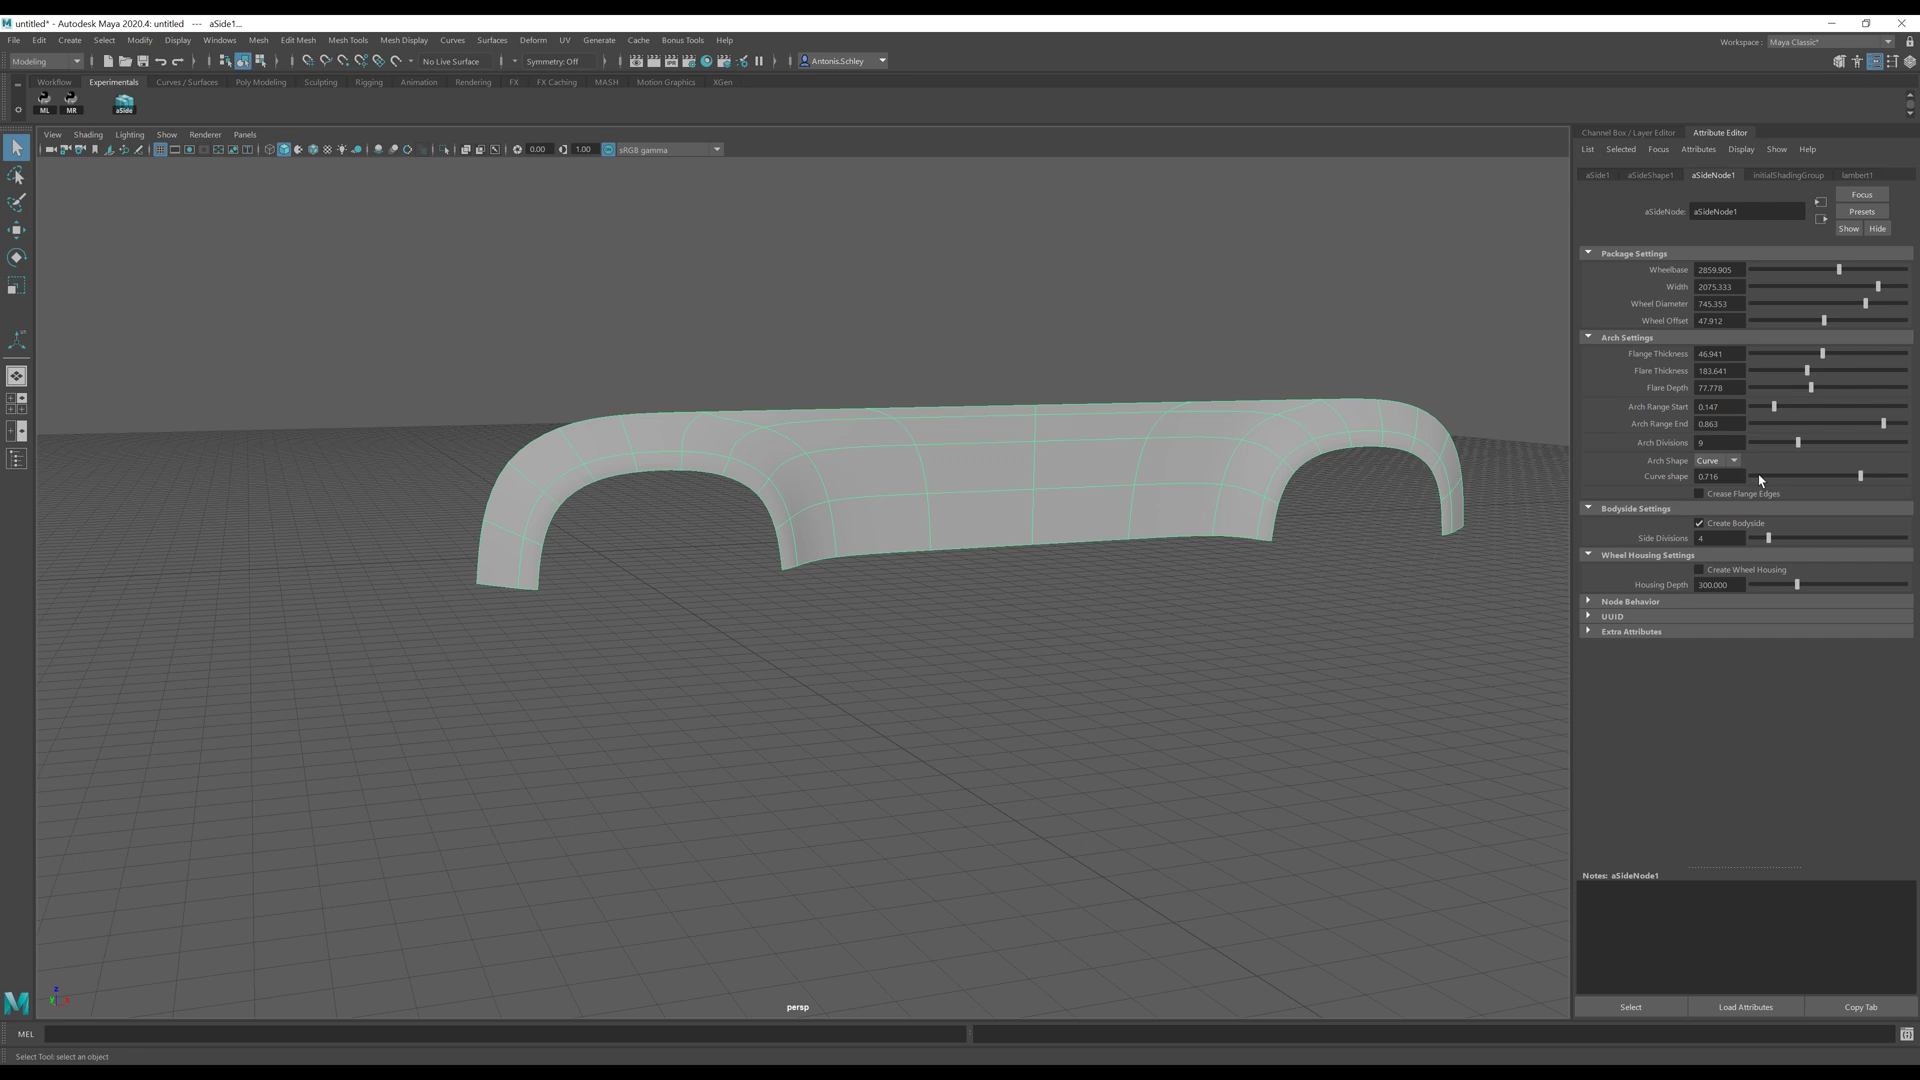 untitled* - Autodesk Maya 2020.4: untitled --- aSide1...
File Edit Create Select Modify Display Windows Mesh Edit Mesh Mesh Tools Mesh Display Curves Surfaces Deform UV Generate Cache Bonus Tools Help
Workspace : Maya Classic*
Modeling No Live Surface Symmetry: Off Antonis.Schley
Workflow Experimentals Curves / Surfaces Poly Modeling Sculpting Rigging Animation Rendering FX FX Caching MASH Motion Graphics XGen
ML MR aSide
View Shading Lighting Show Renderer Panels
0.00 1.00 sRGB gamma
Channel Box / Layer Editor Attribute Editor
List Selected Focus Attributes Display Show Help
aSide1 aSideShape1 aSideNode1 initialShadingGroup lambert1
Focus
aSideNode: aSideNode1 Presets
Show Hide
Package Settings
Wheelbase 2859.905
Width 2075.333
Wheel Diameter 745.353
Wheel Offset 47.912
Arch Settings
Flange Thickness 46.941
Flare Thickness 183.641
Flare Depth 77.778
Arch Range Start 0.147
Arch Range End 0.863
Arch Divisions 9
Arch Shape Curve
Curve shape 0.716
Crease Flange Edges
Bodyside Settings
Create Bodyside
Side Divisions 4
Wheel Housing Settings
Create Wheel Housing
Housing Depth 300.000
Node Behavior
UUID
Extra Attributes
Notes: aSideNode1
z
y x
persp
Select Load Attributes Copy Tab
MEL
Select Tool: select an object